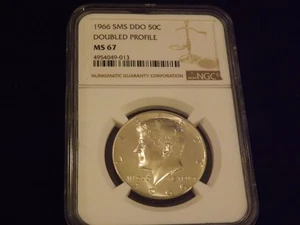 1966 SMS DDO 50C
DOUBLED PROFILE
MS 67
4954049-013
NUMISMATIC GUARANTY CORPORATION
NGC